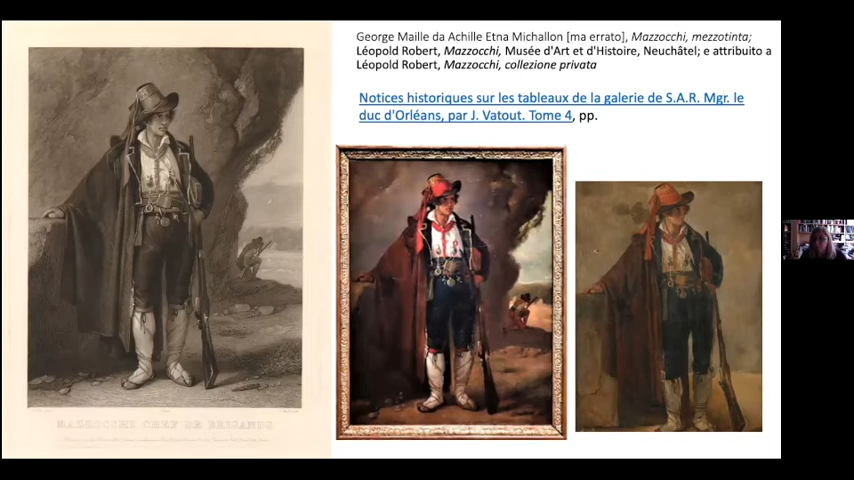 George Maille da Achille Etna Michallon [ma errato], Mazzocchi, mezzotinta;
Léopold Robert, Mazzocchi, Musée d'Art et d'Histoire, Neuchâtel; e attribuito a
Léopold Robert, Mazzocchi, collezione privata
Notices historiques sur les tableaux de la galerie de S.A.R. Mgr. le
duc d'Orléans, par J. Vatout. Tome 4, pp.
MAZZOCCHI CHEF DE BRIGANDS